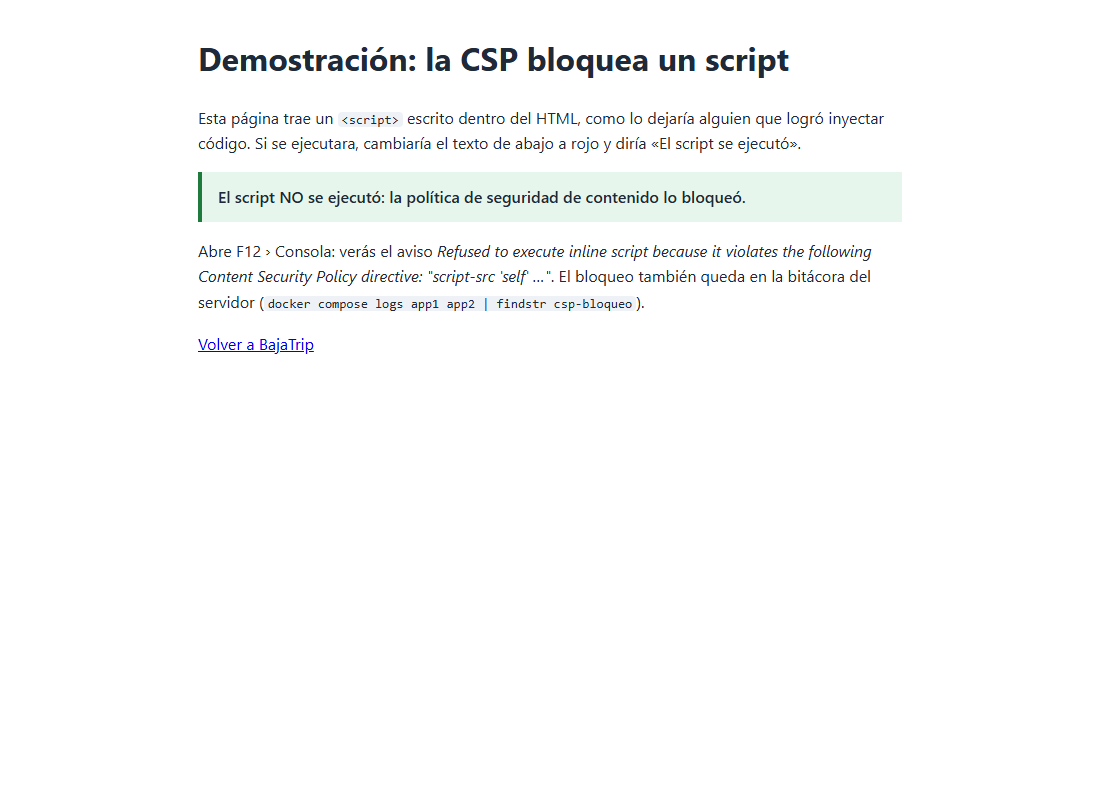 Demostración: la CSP bloquea un script
Esta página trae un <script> escrito dentro del HTML, como lo dejaría alguien que logró inyectar
código. Si se ejecutara, cambiaría el texto de abajo a rojo y diría «El script se ejecutó».
El script NO se ejecutó: la política de seguridad de contenido lo bloqueó.
Abre F12 › Consola: verás el aviso Refused to execute inline script because it violates the following
Content Security Policy directive: "script-src 'self' …". El bloqueo también queda en la bitácora del
servidor (docker compose logs app1 app2 | findstr csp-bloqueo).
Volver a BajaTrip